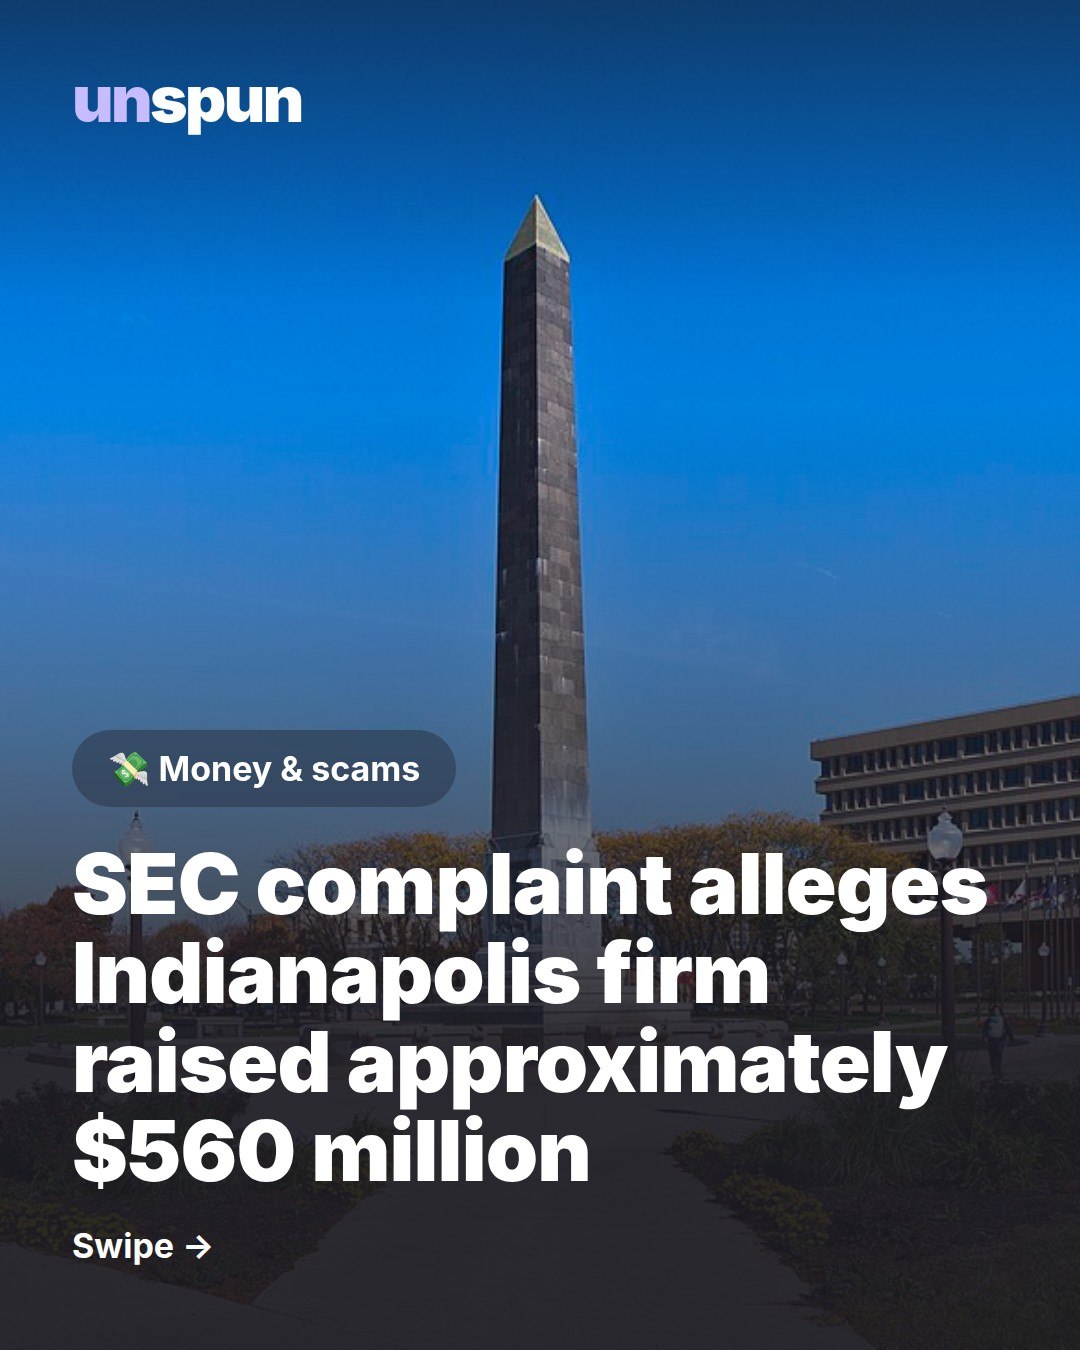 unspun
💸 Money & scams
SEC complaint alleges
Indianapolis firm
raised approximately
$560 million
Swipe →